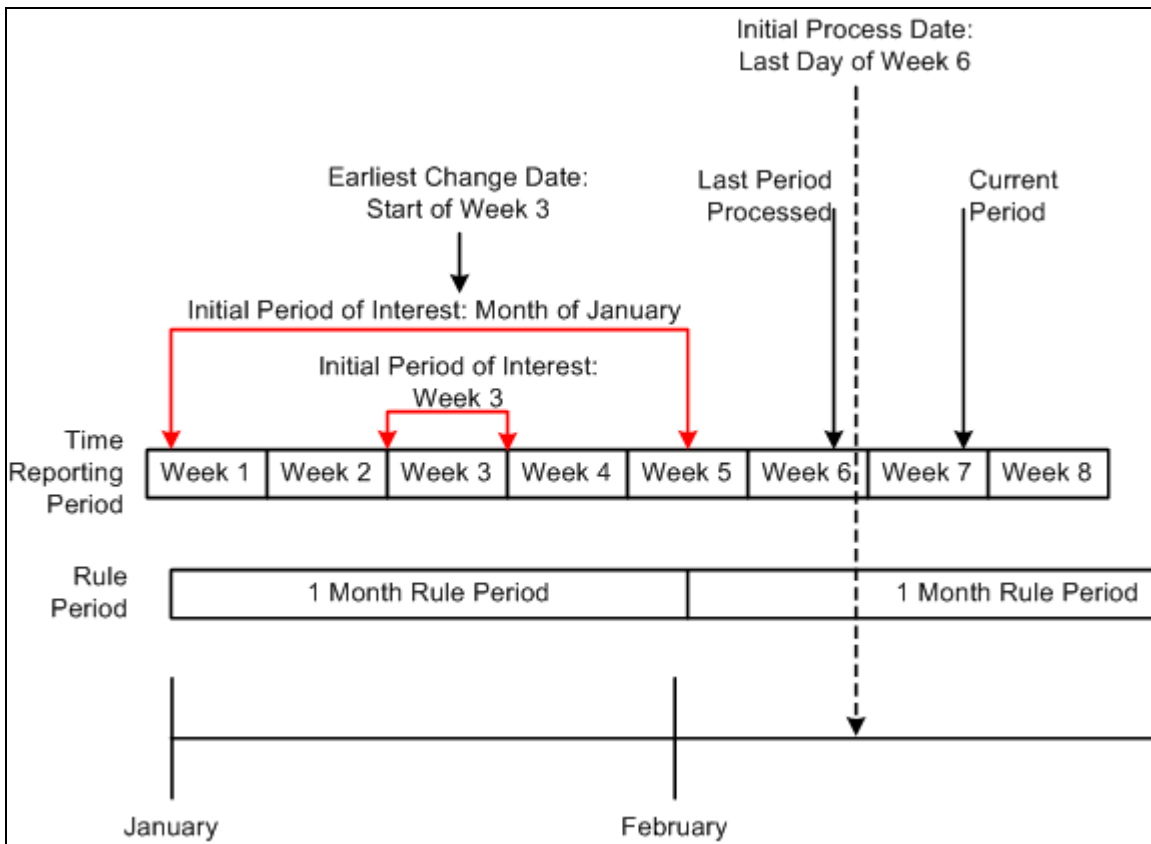 Initial Process Date:
Last Day of Week 6
Earliest Change Date:
Start of Week 3
Last Period
Processed
Current
Period
Initial Period of Interest: Month of January
Initial Period of Interest:
Week 3
Time
Reporting
Period
Week 1
Week 2
Week 3
Week 4
Week 5
Week 6
Week 7
Week 8
Rule
Period
1 Month Rule Period
1 Month Rule Period
January
February